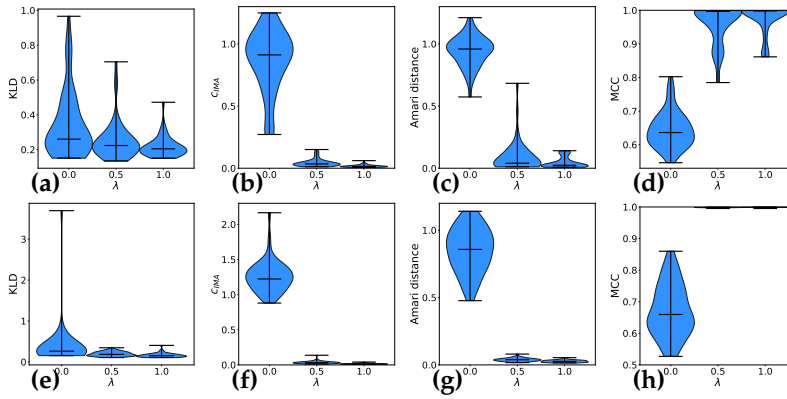 1.0
0.8
0.6
0.4
0.2
KLD
0.0 0.5 1.0
λ
(a)
1.0
0.5
0.0
c_IMA
0.0 0.5 1.0
λ
(b)
1.0
0.5
0.0
Amari distance
0.0 0.5 1.0
λ
(c)
1.0
0.9
0.8
0.7
0.6
MCC
0.0 0.5 1.0
λ
(d)
3
2
1
0
KLD
0.0 0.5 1.0
λ
(e)
2.0
1.5
1.0
0.5
0.0
c_IMA
0.0 0.5 1.0
λ
(f)
1.0
0.5
0.0
Amari distance
0.0 0.5 1.0
λ
(g)
1.0
0.9
0.8
0.7
0.6
0.5
MCC
0.0 0.5 1.0
λ
(h)